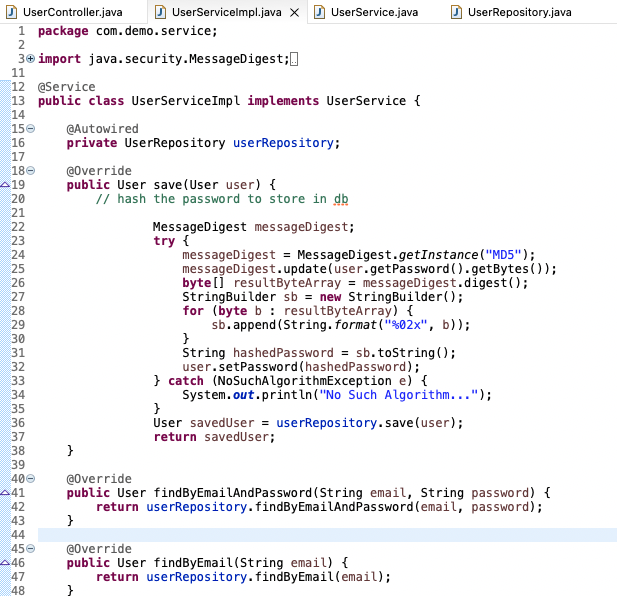 UserController.java UserServiceImpl.java UserService.java UserRepository.java
1 package com.demo.service;
2
3 import java.security.MessageDigest;
11
12 @Service
13 public class UserServiceImpl implements UserService {
14
15 @Autowired
16 private UserRepository userRepository;
17
18 @Override
19 public User save(User user) {
20 // hash the password to store in db
21
22 MessageDigest messageDigest;
23 try {
24 messageDigest = MessageDigest.getInstance("MD5");
25 messageDigest.update(user.getPassword().getBytes());
26 byte[] resultByteArray = messageDigest.digest();
27 StringBuilder sb = new StringBuilder();
28 for (byte b : resultByteArray) {
29 sb.append(String.format("%02x", b));
30 }
31 String hashedPassword = sb.toString();
32 user.setPassword(hashedPassword);
33 } catch (NoSuchAlgorithmException e) {
34 System.out.println("No Such Algorithm...");
35 }
36 User savedUser = userRepository.save(user);
37 return savedUser;
38 }
39
40 @Override
41 public User findByEmailAndPassword(String email, String password) {
42 return userRepository.findByEmailAndPassword(email, password);
43 }
44
45 @Override
46 public User findByEmail(String email) {
47 return userRepository.findByEmail(email);
48 }